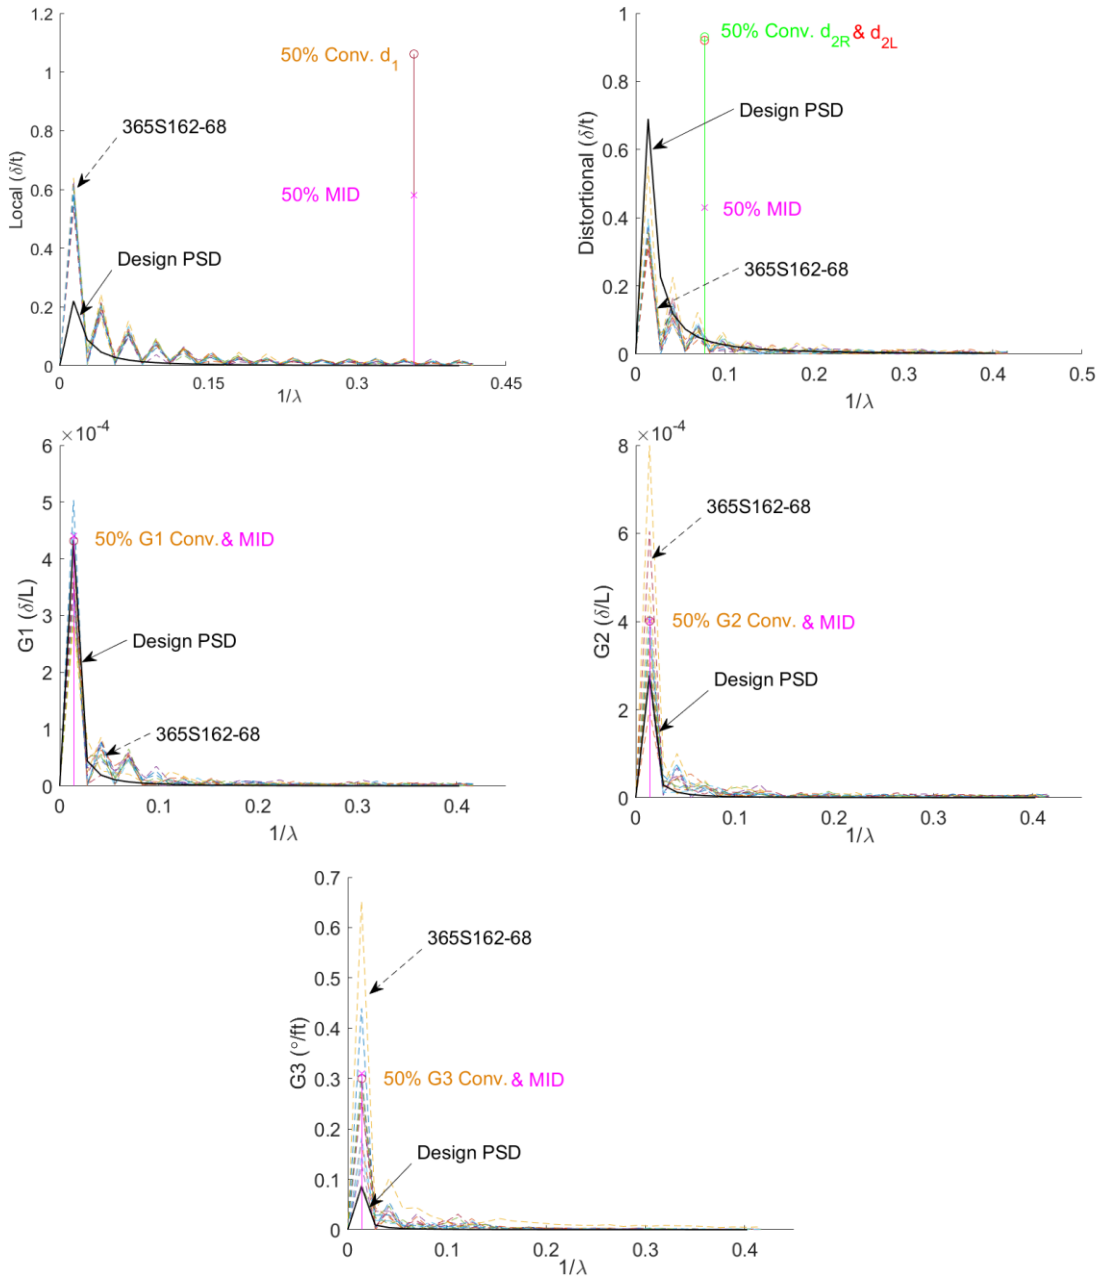 1.2
1
0.8
0.6
0.4
0.2
0
Local (δ/t)
50% Conv. d1
365S162-68
50% MID
Design PSD
0
0.15
0.3
0.45
1/λ
1
0.8
0.6
0.4
0.2
0
Distortional (δ/t)
50% Conv. d2R & d2L
Design PSD
50% MID
365S162-68
0
0.1
0.2
0.3
0.4
0.5
1/λ
×10-4
6
5
4
3
2
1
0
G1 (δ/L)
50% G1 Conv. & MID
Design PSD
365S162-68
0
0.1
0.2
0.3
0.4
1/λ
×10-4
8
6
4
2
0
G2 (δ/L)
365S162-68
50% G2 Conv. & MID
Design PSD
0
0.1
0.2
0.3
0.4
1/λ
0.7
0.6
0.5
0.4
0.3
0.2
0.1
0
G3 (°/ft)
365S162-68
50% G3 Conv. & MID
Design PSD
0
0.1
0.2
0.3
0.4
1/λ